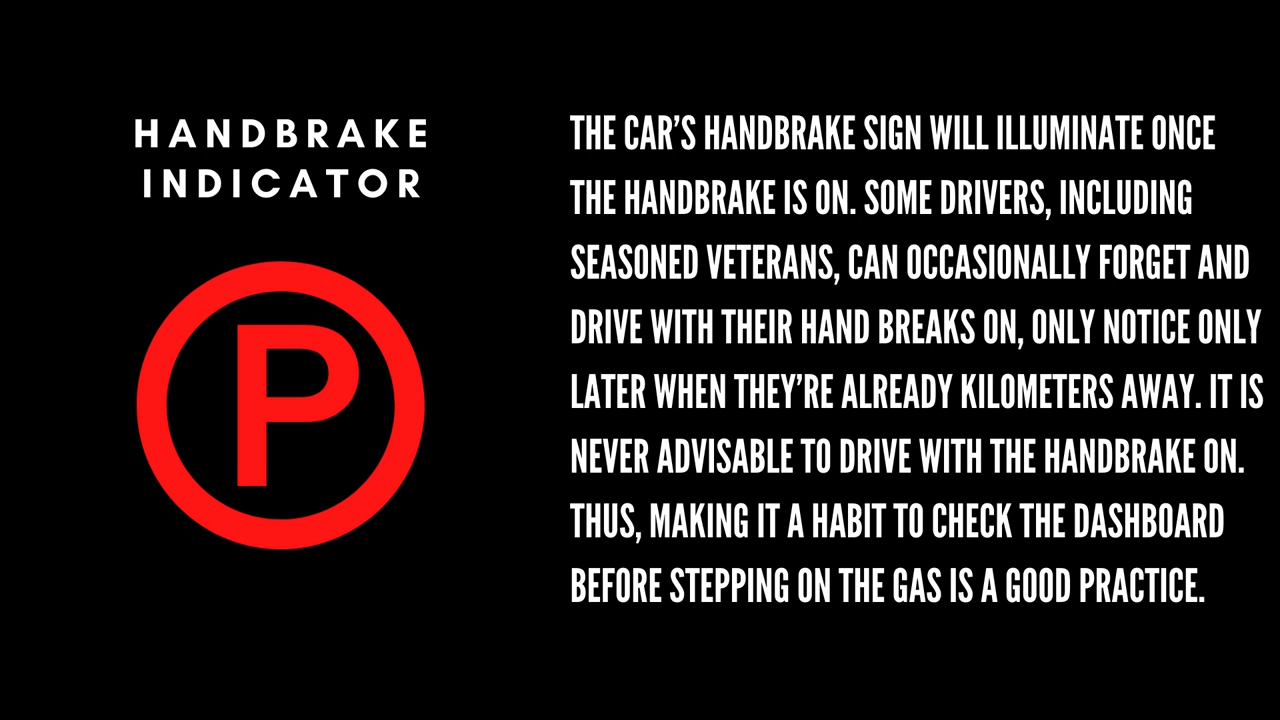 HANDBRAKE
INDICATOR
P
THE CAR’S HANDBRAKE SIGN WILL ILLUMINATE ONCE
THE HANDBRAKE IS ON. SOME DRIVERS, INCLUDING
SEASONED VETERANS, CAN OCCASIONALLY FORGET AND
DRIVE WITH THEIR HAND BREAKS ON, ONLY NOTICE ONLY
LATER WHEN THEY’RE ALREADY KILOMETERS AWAY. IT IS
NEVER ADVISABLE TO DRIVE WITH THE HANDBRAKE ON.
THUS, MAKING IT A HABIT TO CHECK THE DASHBOARD
BEFORE STEPPING ON THE GAS IS A GOOD PRACTICE.